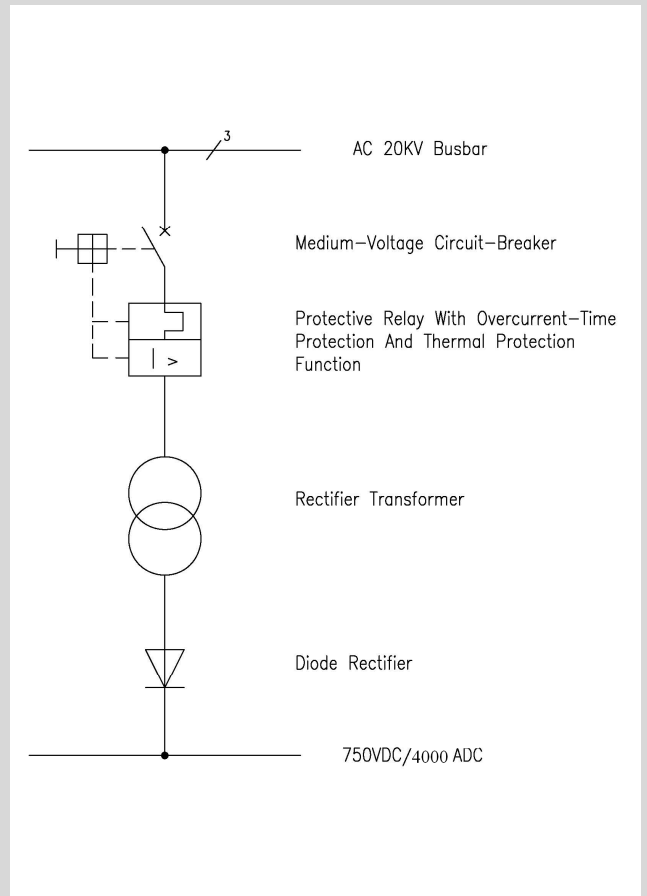 3
AC 20KV Busbar
Medium-Voltage Circuit-Breaker
Protective Relay With Overcurrent-Time
Protection And Thermal Protection
Function
I >
Rectifier Transformer
Diode Rectifier
750VDC/4000 ADC